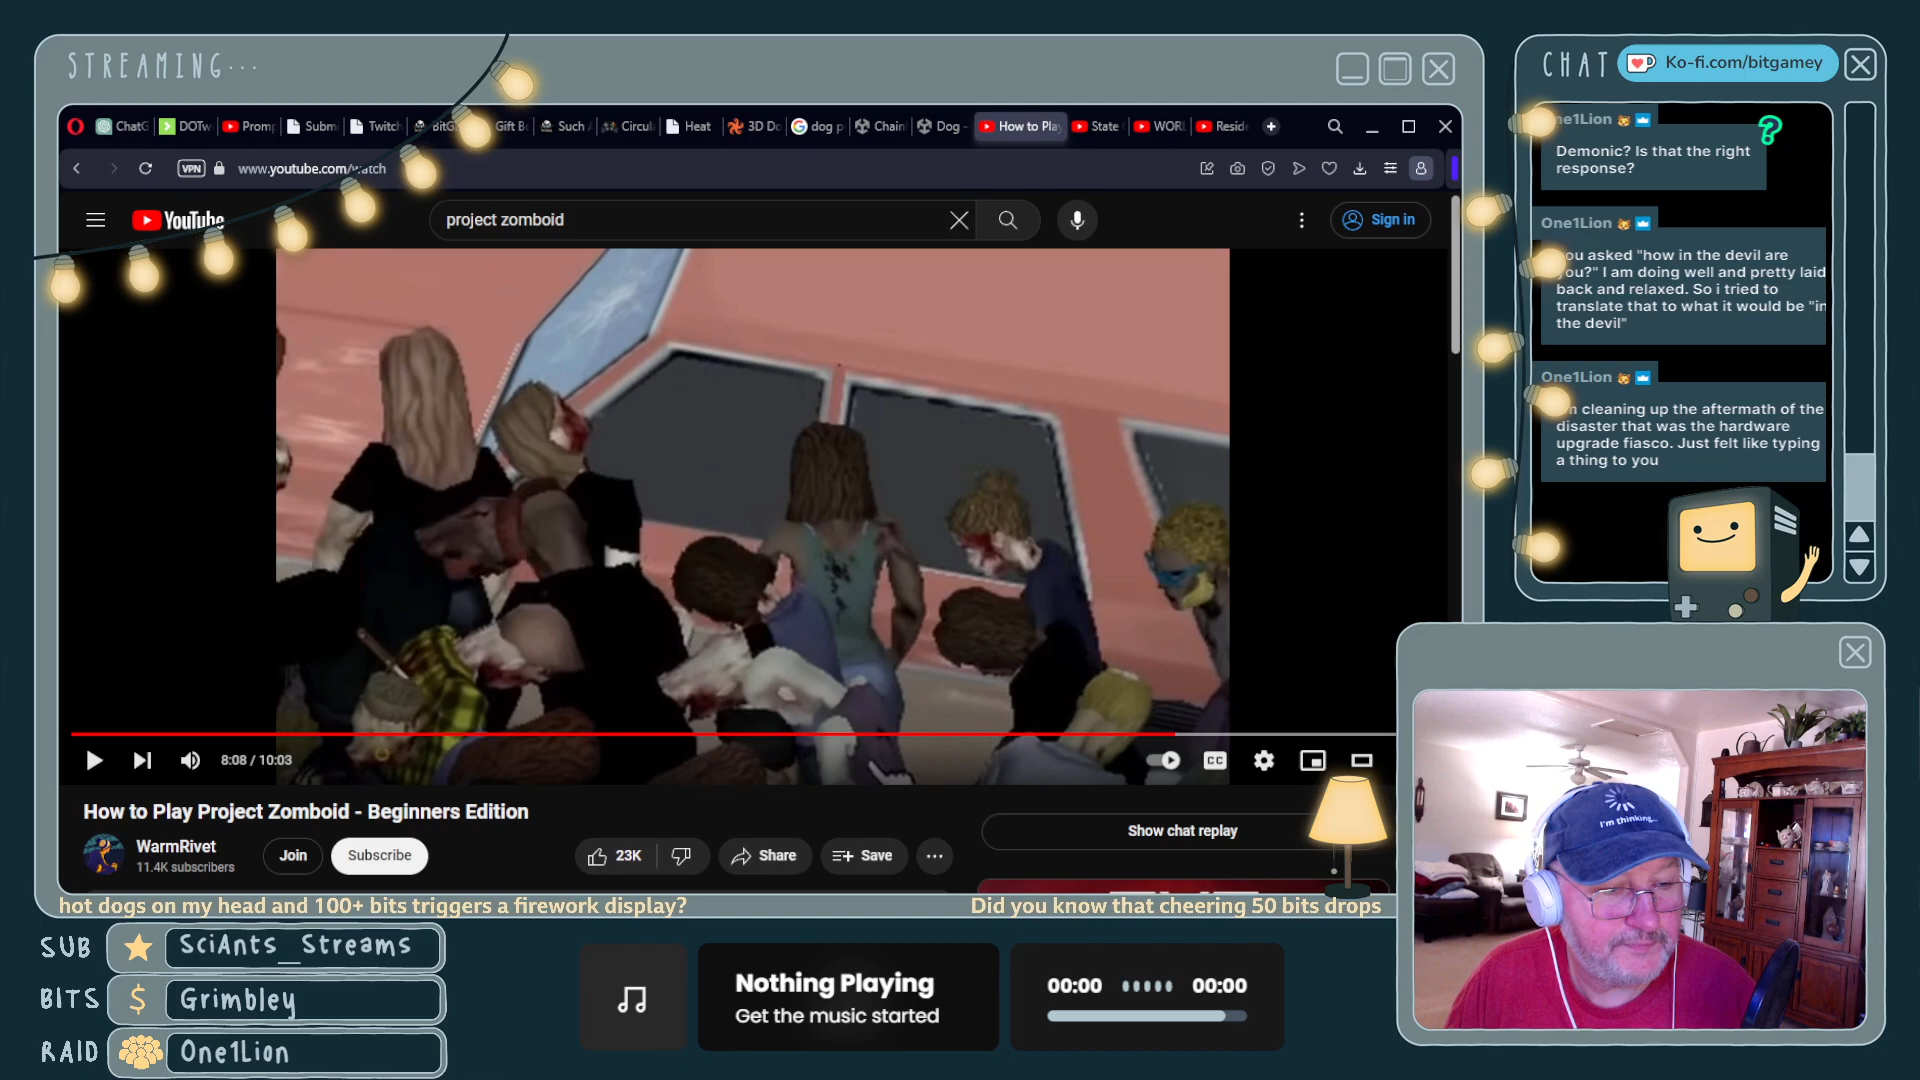 STREAMING...
ChatG
DOTw
Prom
Subm
Twitch
BitG
Gift B
Such
Circul
Heat
3D Do
dog p
Chain
Dog -
How to Pla
State
WORL
Resid
VPN
www.youtube.com/watch
YouTube
project zomboid
Sign in
8:08 / 10:03
CC
How to Play Project Zomboid - Beginners Edition
WarmRivet
11.4K subscribers
Join
Subscribe
23K
Share
Save
Show chat replay
hot dogs on my head and 100+ bits triggers a firework display?
Did you know that cheering 50 bits drops
SUB
SciAnts_Streams
BITS
$
Grimbley
RAID
One1Lion
Nothing Playing
Get the music started
00:00
00:00
CHAT
Ko-fi.com/bitgamey
ne1Lion
Demonic? Is that the right
response?
?
One1Lion
ou asked "how in the devil are
you?" I am doing well and pretty laid
back and relaxed. So i tried to
translate that to what it would be "in
the devil"
One1Lion
m cleaning up the aftermath of the
disaster that was the hardware
upgrade fiasco. Just felt like typing
a thing to you
I'm thinking...